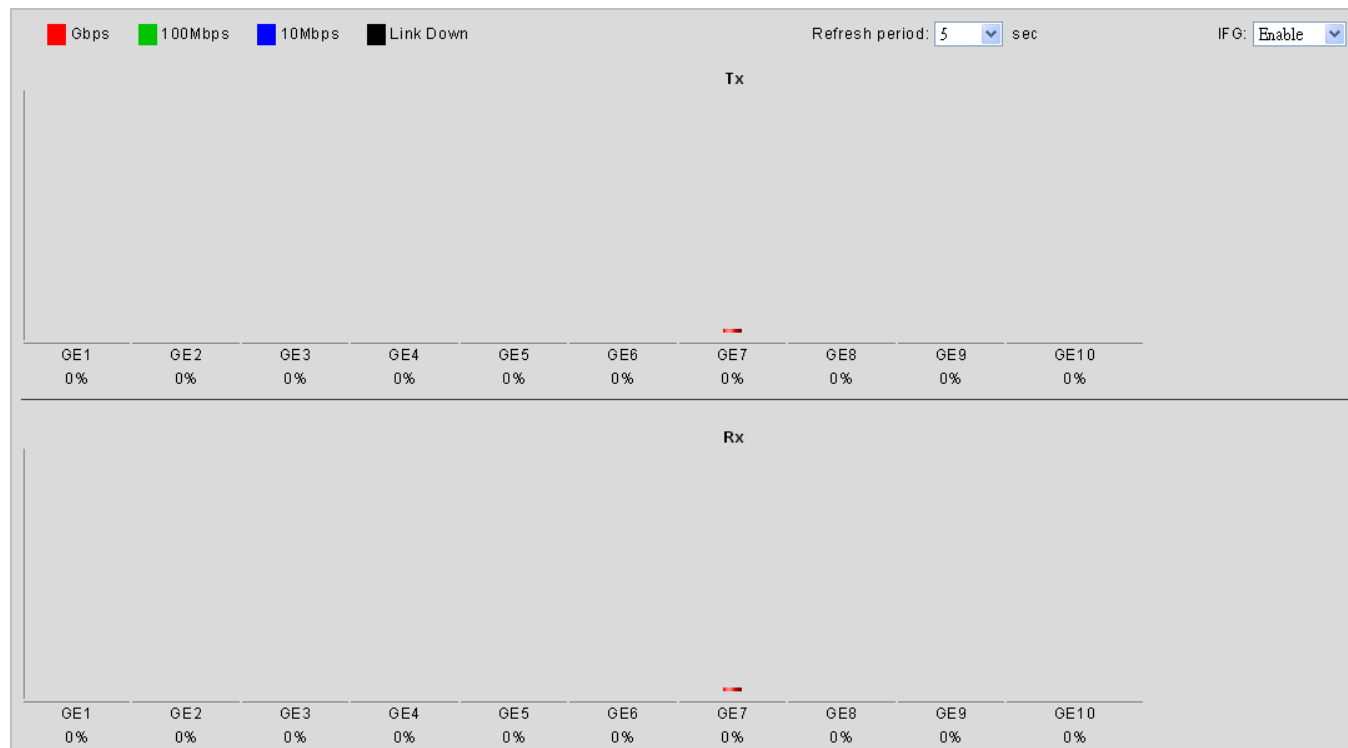 Gbps 100Mbps 10Mbps Link Down Refresh period: 5 sec IFG: Enable
Tx
GE1 GE2 GE3 GE4 GE5 GE6 GE7 GE8 GE9 GE10
0% 0% 0% 0% 0% 0% 0% 0% 0% 0%
Rx
GE1 GE2 GE3 GE4 GE5 GE6 GE7 GE8 GE9 GE10
0% 0% 0% 0% 0% 0% 0% 0% 0% 0%